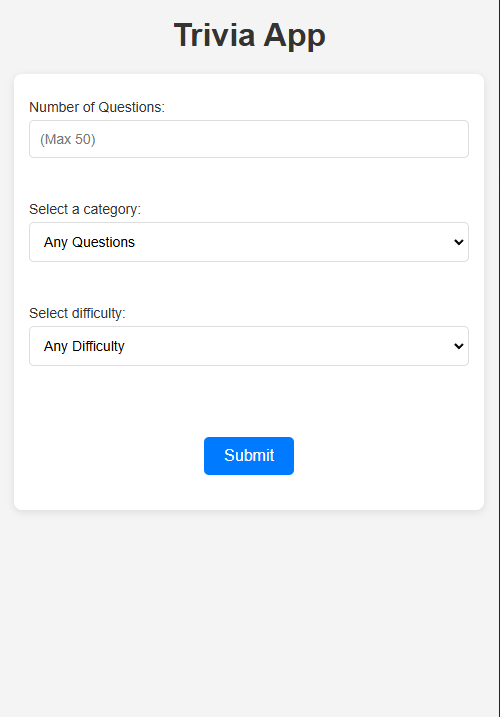 Trivia App
Number of Questions:
(Max 50)
Select a category:
Any Questions
Select difficulty:
Any Difficulty
Submit